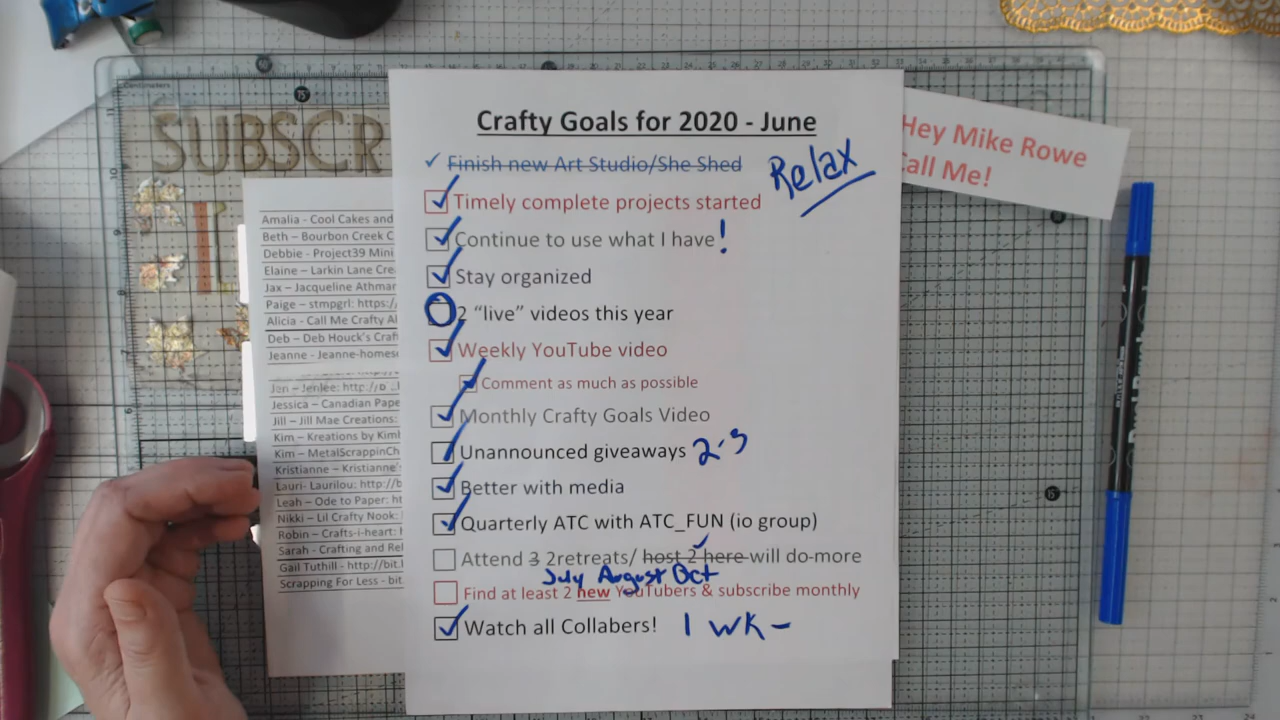 SUBSCR
Crafty Goals for 2020 - June
Relax
✓ Finish new Art Studio/She Shed
Timely complete projects started
Continue to use what I have!
Stay organized
2 “live” videos this year
Weekly YouTube video
Comment as much as possible
Monthly Crafty Goals Video
Unannounced giveaways 2-3
Better with media
Quarterly ATC with ATC_FUN (io group)
Attend 3 2retreats/ host 2 here will do-more
July August Oct
Find at least 2 new YouTubers & subscribe monthly
Watch all Collabers! 1 wk -
Hey Mike Rowe
Call Me!
Amalia - Cool Cakes and
Beth – Bourbon Creek C
Debbie - Project39 Mini
Elaine – Larkin Lane Cre
Jax – Jacqueline Athmar
Paige – stmpgrl: https:/
Alicia - Call Me Crafty Al
Deb – Deb Houck's Craf
Jeanne - Jeanne-homes
Jenlee: http://b
Jessica – Canadian Pape
Jill – Jill Mae Creations:
Kim – Kreations by Kim
Kim – MetalScrappinCh
Kristianne – Kristianne'
Lauri- Laurilou: http://b
Leah – Ode to Paper: ht
Nikki – Lil Crafty Nook:
Robin – Crafts-i-heart:
Sarah - Crafting and Rel
Gail Tuthill - http://bit.
Scrapping For Less - bit
Dual Brush